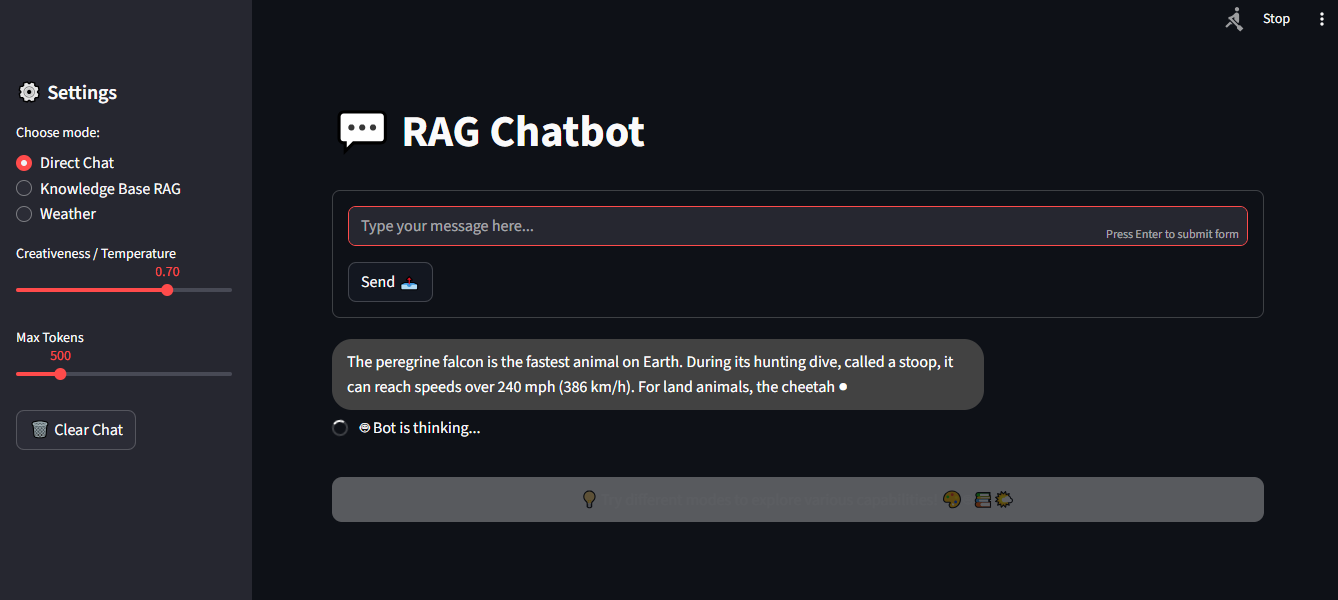 Stop
Settings
Choose mode:
Direct Chat
Knowledge Base RAG
Weather
Creativeness / Temperature
0.70
Max Tokens
500
Clear Chat
RAG Chatbot
Type your message here...
Press Enter to submit form
Send
The peregrine falcon is the fastest animal on Earth. During its hunting dive, called a stoop, it
can reach speeds over 240 mph (386 km/h). For land animals, the cheetah
Bot is thinking...